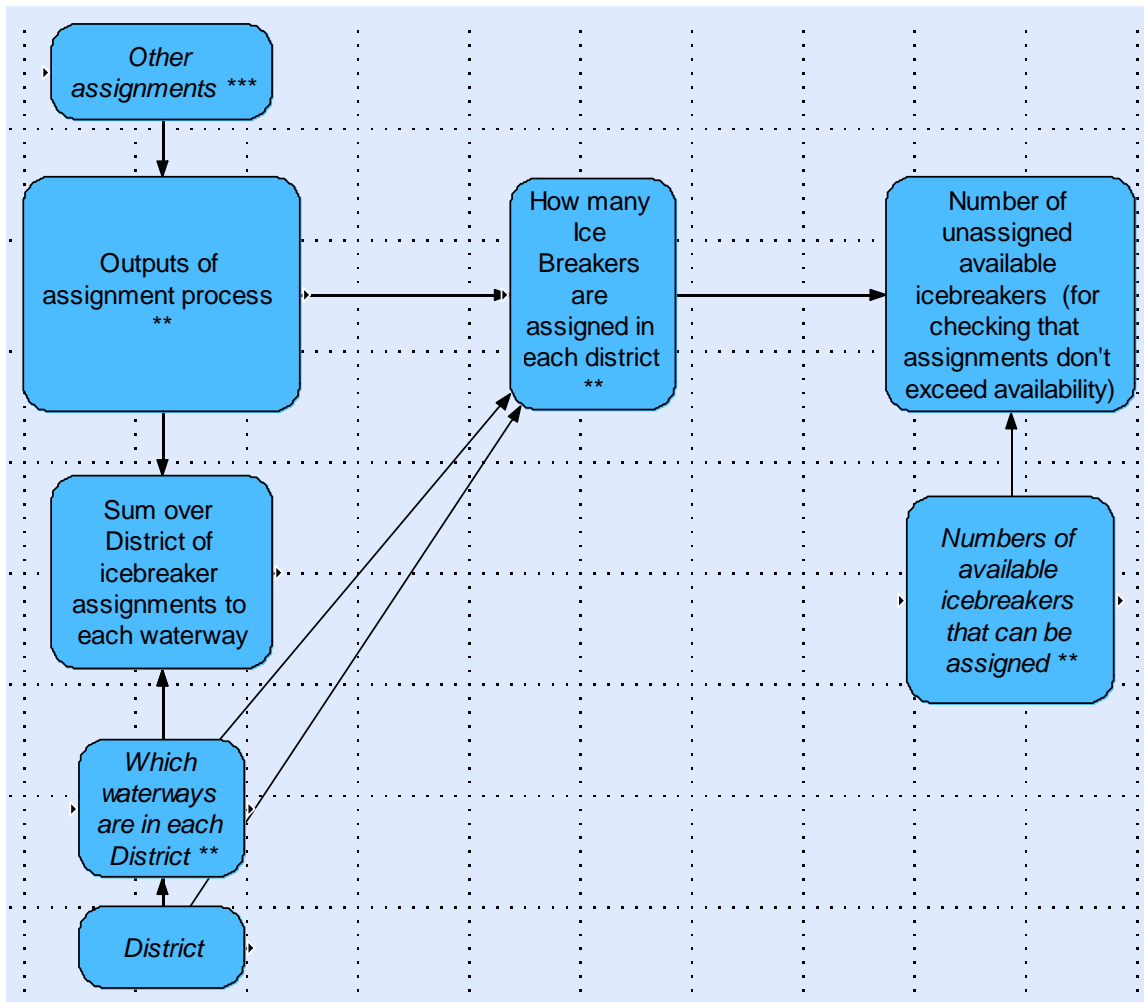 Other
assignments ***
Outputs of
assignment process
**
How many
Ice
Breakers
are
assigned in
each district
**
Number of
unassigned
available
icebreakers (for
checking that
assignments don't
exceed availability)
Sum over
District of
icebreaker
assignments to
each waterway
Numbers of
available
icebreakers
that can be
assigned **
Which
waterways
are in each
District **
District